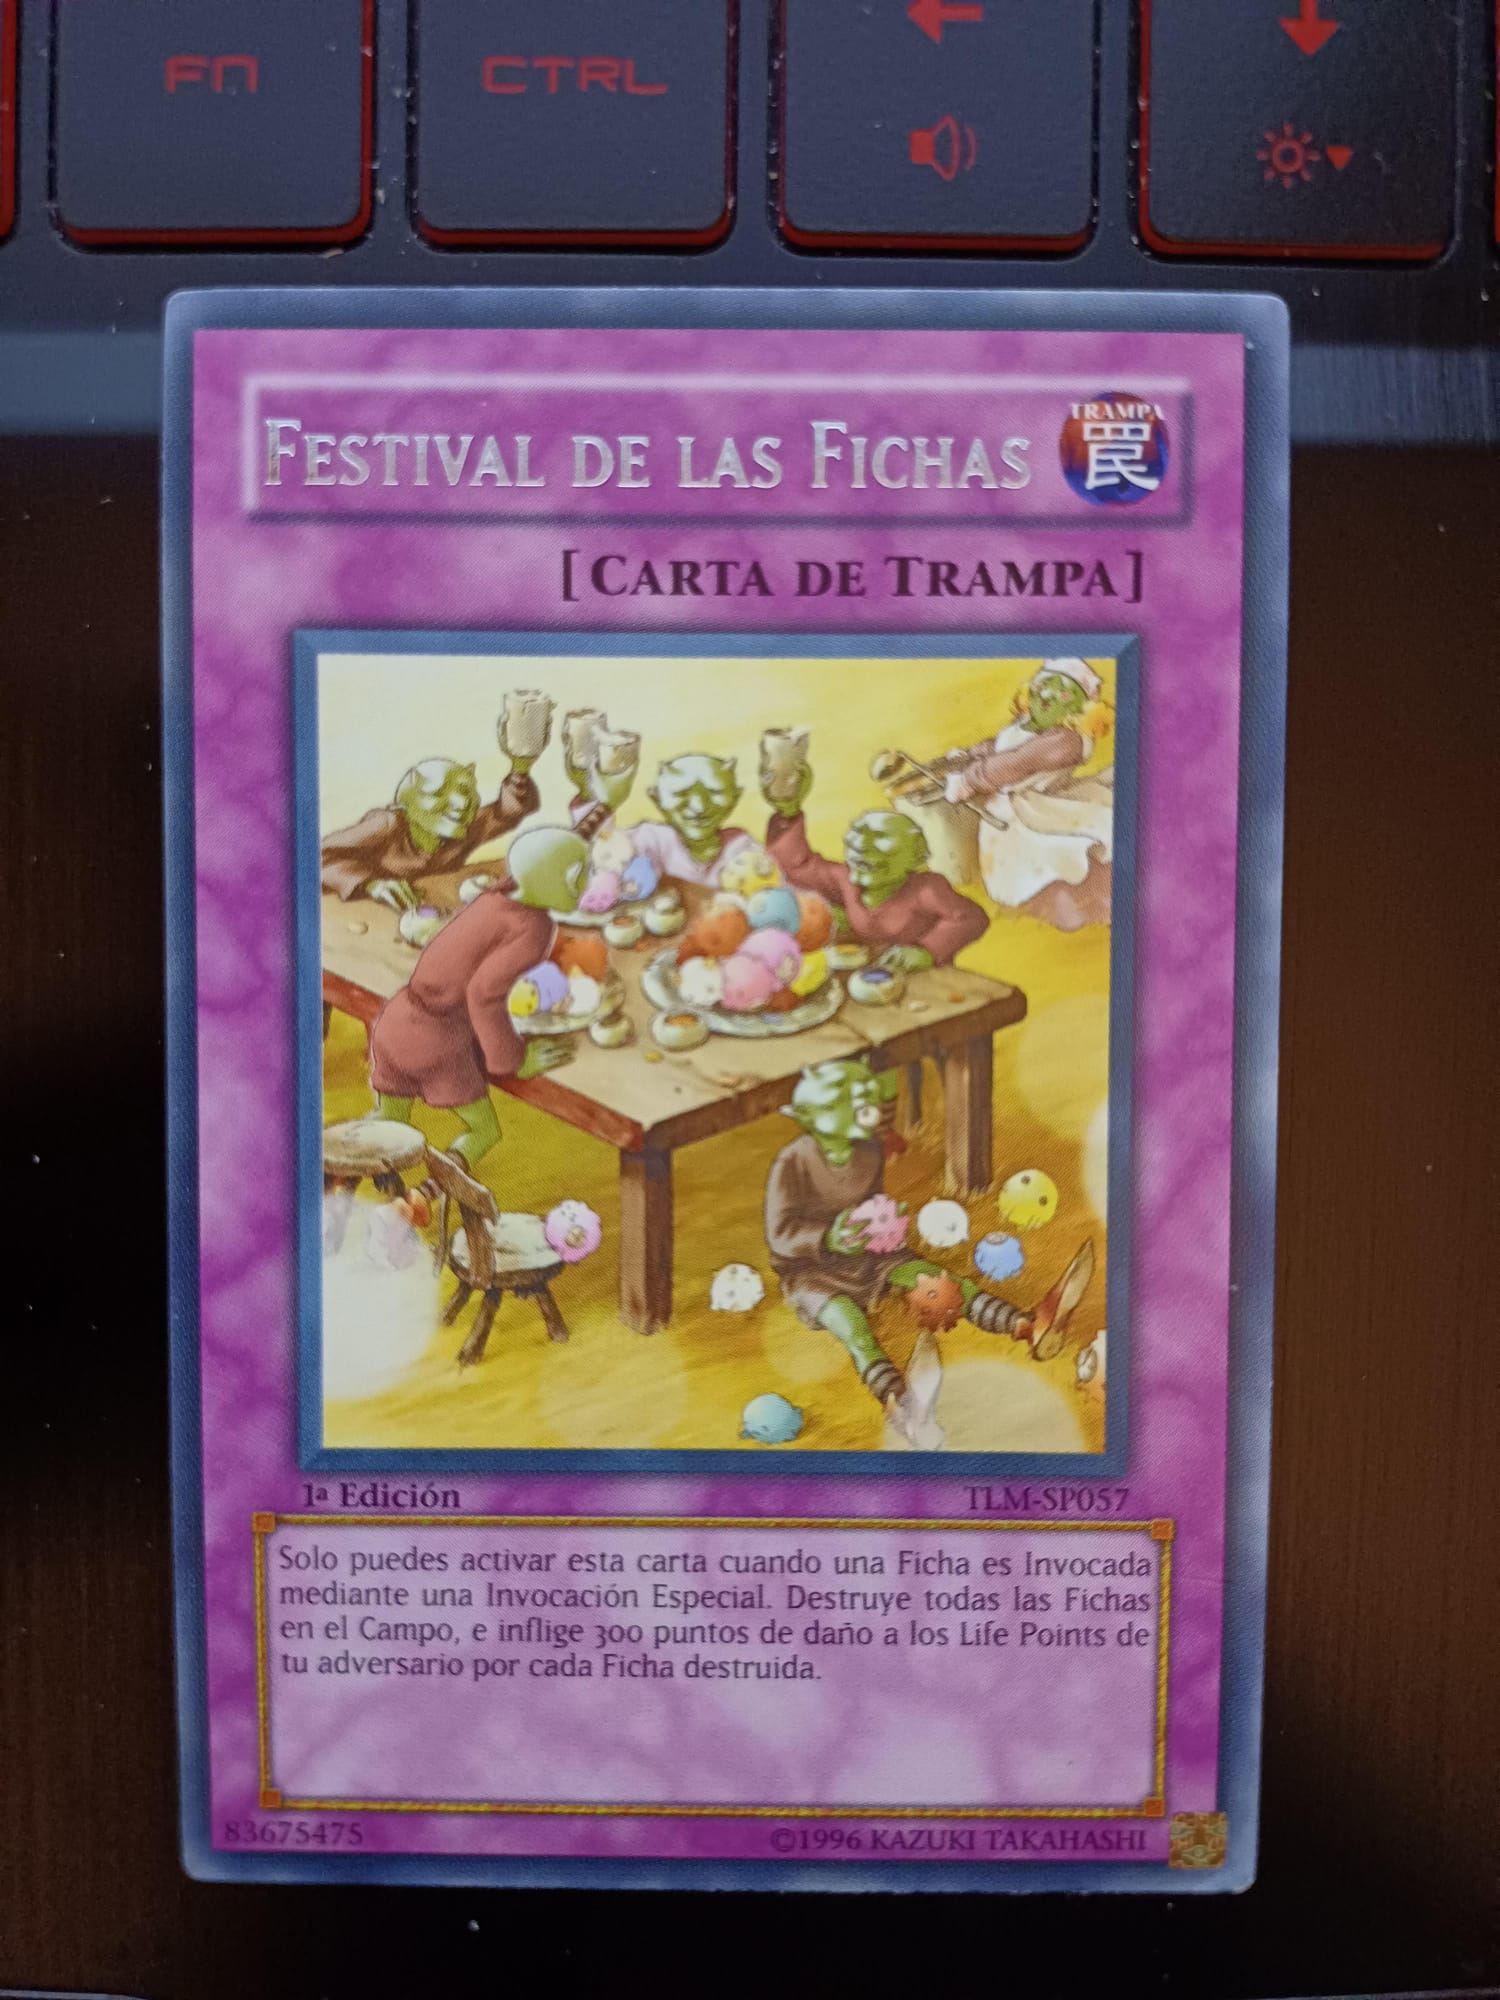 FN
CTRL
FESTIVAL DE LAS FICHAS
TRAMPA
罠
[CARTA DE TRAMPA]
1ª Edición
TLM-SP057
Solo puedes activar esta carta cuando una Ficha es Invocada
mediante una Invocación Especial. Destruye todas las Fichas
en el Campo, e inflige 300 puntos de daño a los Life Points de
tu adversario por cada Ficha destruida.
83675475
©1996 KAZUKI TAKAHASHI